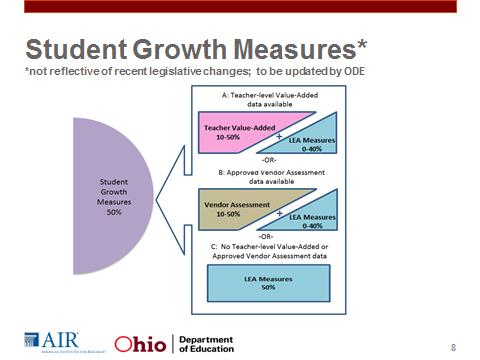 Student Growth Measures*
*not reflective of recent legislative changes; to be updated by ODE
A: Teacher-level Value-Added
data available
Teacher Value-Added
10-50%
+
LEA Measures
0-40%
-OR-
B: Approved Vendor Assessment
data available
Vendor Assessment
10-50%
+
LEA Measures
0-40%
-OR-
C: No Teacher-level Value-Added or
Approved Vendor Assessment data
LEA Measures
50%
Student
Growth
Measures
50%
AIR
AMERICAN INSTITUTES FOR RESEARCH
Ohio
Department
of Education
8